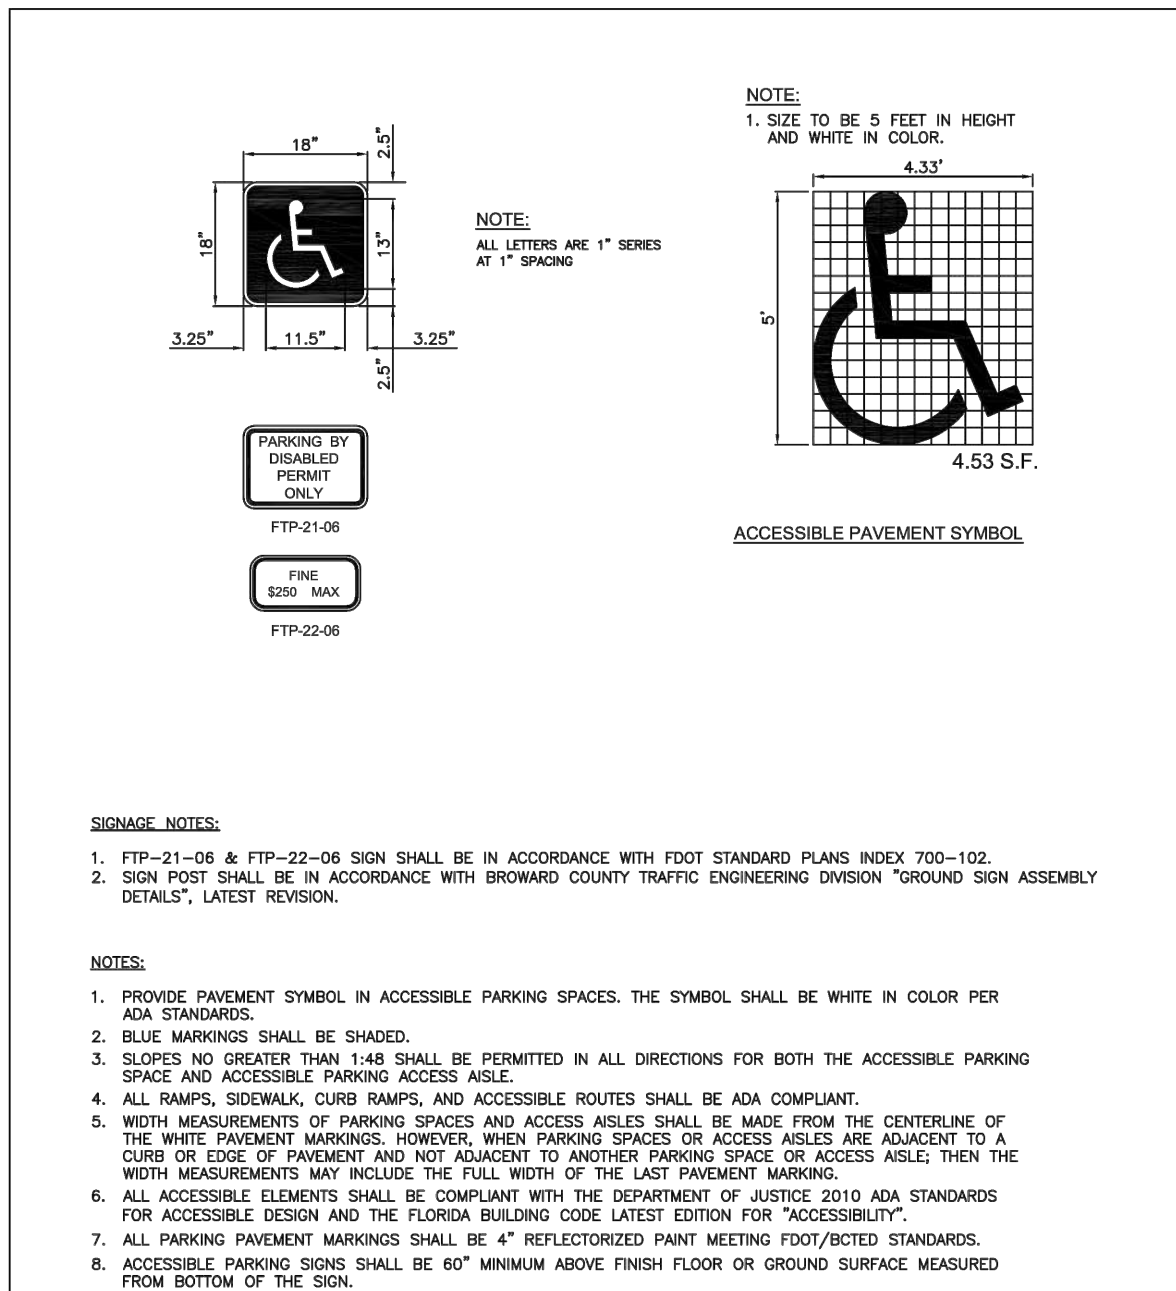 NOTE:
1. SIZE TO BE 5 FEET IN HEIGHT
AND WHITE IN COLOR.
18"
2.5"
4.33'
18"
13"
NOTE:
ALL LETTERS ARE 1" SERIES
AT 1" SPACING
5'
3.25"
11.5"
3.25"
2.5"
PARKING BY
DISABLED
PERMIT
ONLY
FTP-21-06
4.53 S.F.
ACCESSIBLE PAVEMENT SYMBOL
FINE
$250 MAX
FTP-22-06
SIGNAGE NOTES:
1. FTP-21-06 & FTP-22-06 SIGN SHALL BE IN ACCORDANCE WITH FDOT STANDARD PLANS INDEX 700-102.
2. SIGN POST SHALL BE IN ACCORDANCE WITH BROWARD COUNTY TRAFFIC ENGINEERING DIVISION "GROUND SIGN ASSEMBLY
DETAILS", LATEST REVISION.
NOTES:
1. PROVIDE PAVEMENT SYMBOL IN ACCESSIBLE PARKING SPACES. THE SYMBOL SHALL BE WHITE IN COLOR PER
ADA STANDARDS.
2. BLUE MARKINGS SHALL BE SHADED.
3. SLOPES NO GREATER THAN 1:48 SHALL BE PERMITTED IN ALL DIRECTIONS FOR BOTH THE ACCESSIBLE PARKING
SPACE AND ACCESSIBLE PARKING ACCESS AISLE.
4. ALL RAMPS, SIDEWALK, CURB RAMPS, AND ACCESSIBLE ROUTES SHALL BE ADA COMPLIANT.
5. WIDTH MEASUREMENTS OF PARKING SPACES AND ACCESS AISLES SHALL BE MADE FROM THE CENTERLINE OF
THE WHITE PAVEMENT MARKINGS. HOWEVER, WHEN PARKING SPACES OR ACCESS AISLES ARE ADJACENT TO A
CURB OR EDGE OF PAVEMENT AND NOT ADJACENT TO ANOTHER PARKING SPACE OR ACCESS AISLE; THEN THE
WIDTH MEASUREMENTS MAY INCLUDE THE FULL WIDTH OF THE LAST PAVEMENT MARKING.
6. ALL ACCESSIBLE ELEMENTS SHALL BE COMPLIANT WITH THE DEPARTMENT OF JUSTICE 2010 ADA STANDARDS
FOR ACCESSIBLE DESIGN AND THE FLORIDA BUILDING CODE LATEST EDITION FOR "ACCESSIBILITY".
7. ALL PARKING PAVEMENT MARKINGS SHALL BE 4" REFLECTORIZED PAINT MEETING FDOT/BCTED STANDARDS.
8. ACCESSIBLE PARKING SIGNS SHALL BE 60" MINIMUM ABOVE FINISH FLOOR OR GROUND SURFACE MEASURED
FROM BOTTOM OF THE SIGN.